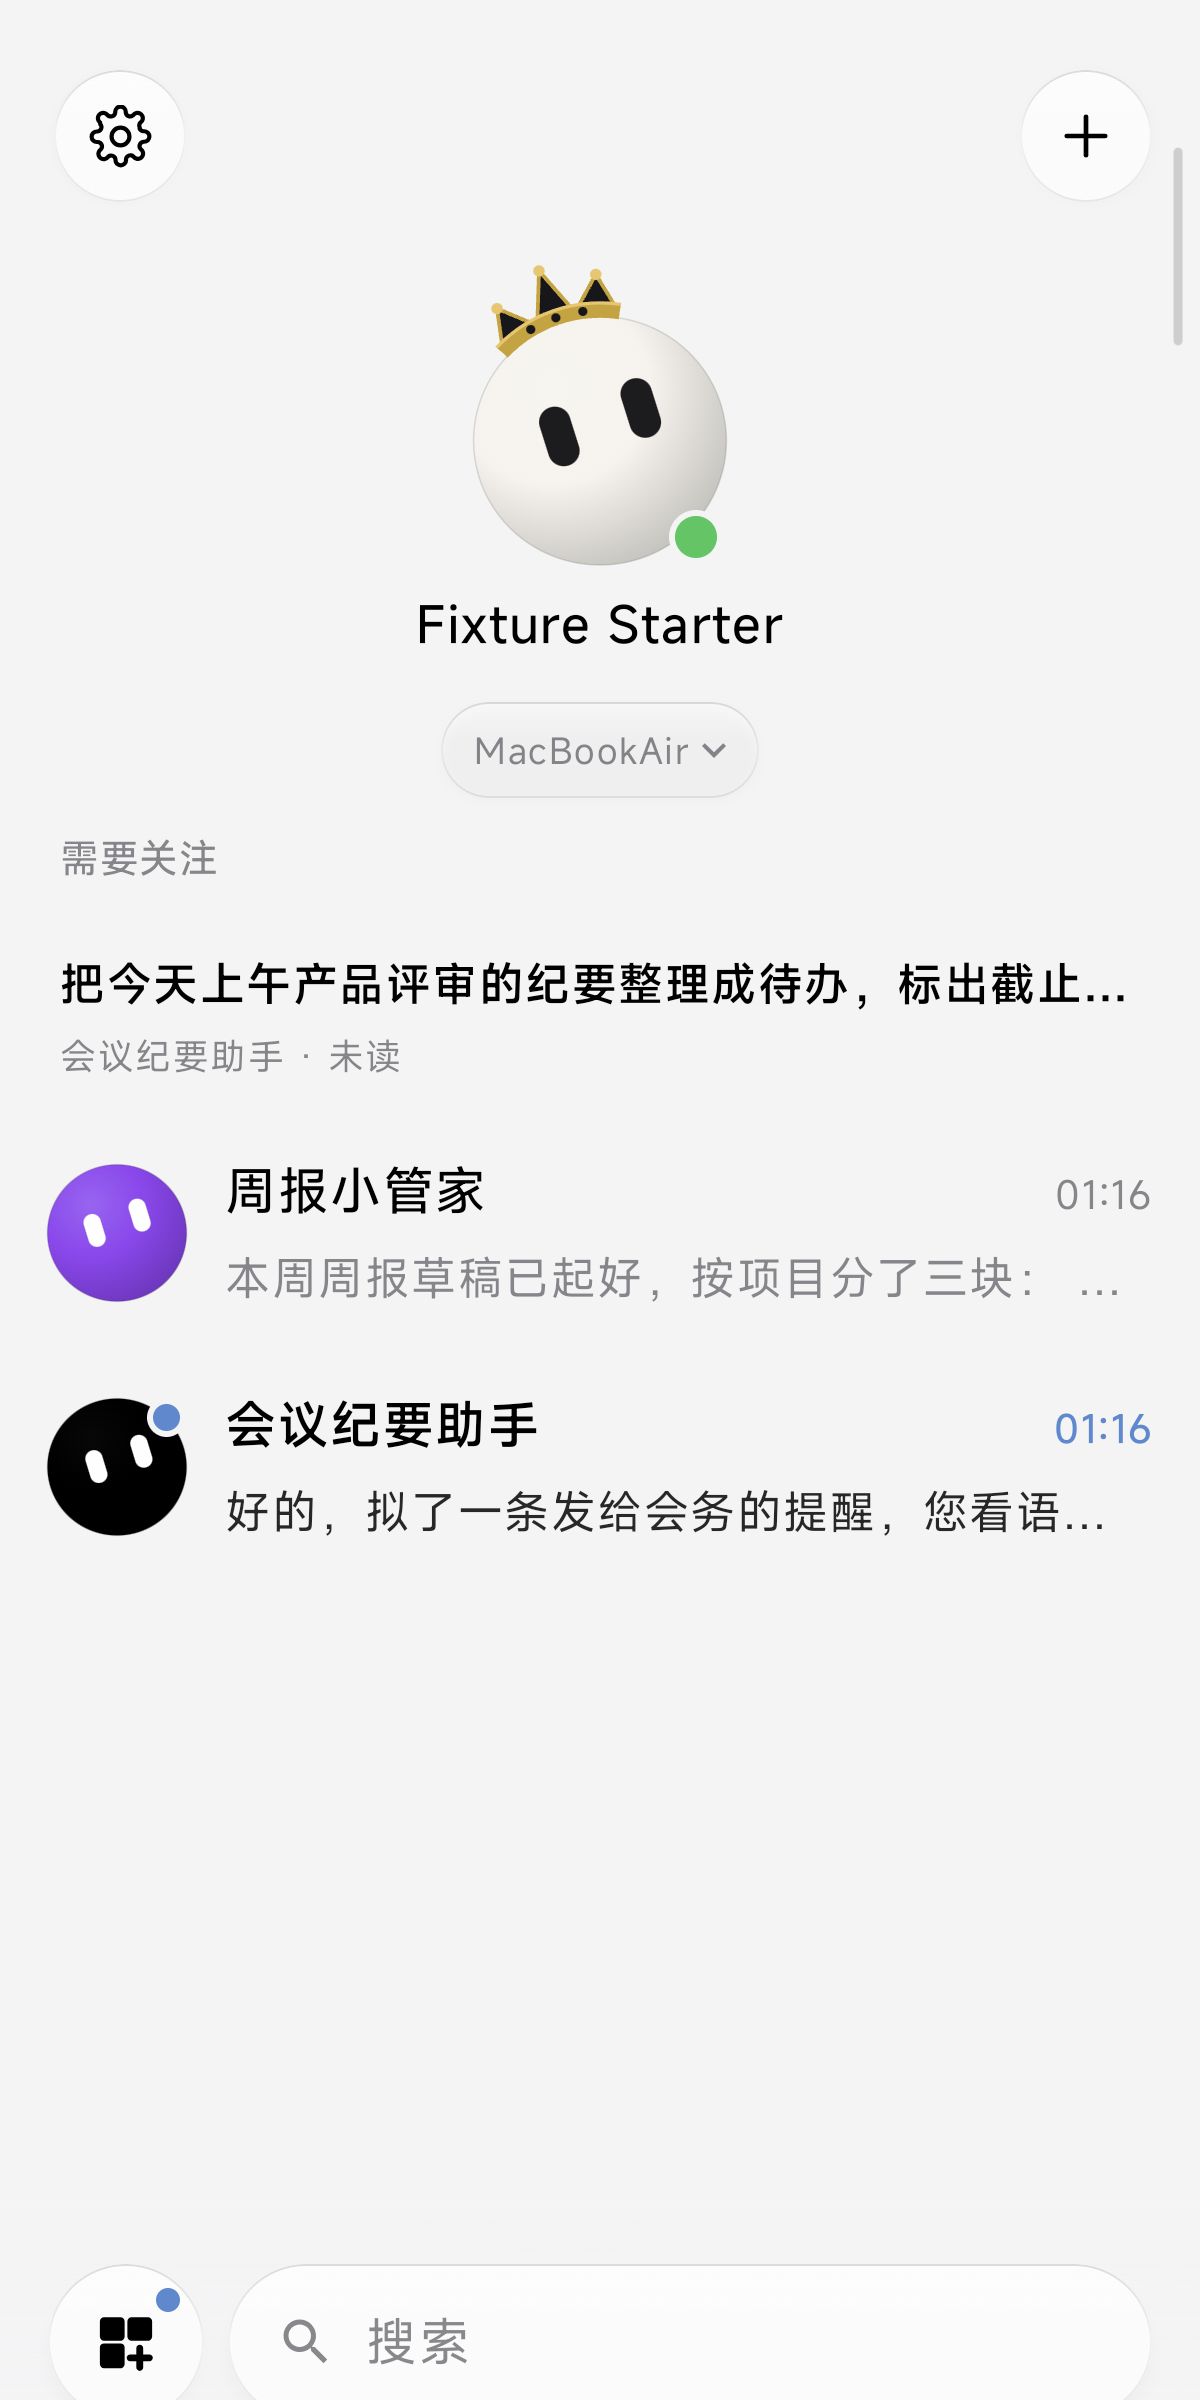 Fixture Starter
MacBookAir
需要关注
把今天上午产品评审的纪要整理成待办，标出截止...
会议纪要助手 · 未读
周报小管家
01:16
本周周报草稿已起好，按项目分了三块： ...
会议纪要助手
01:16
好的，拟了一条发给会务的提醒，您看语...
搜索